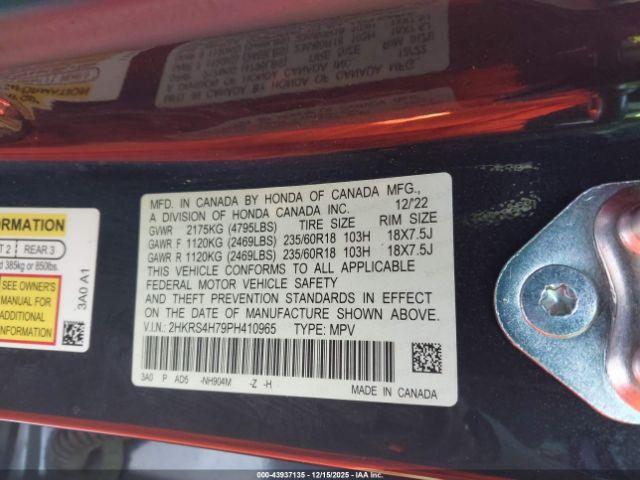 MFD. IN CANADA BY HONDA OF CANADA MFG.,
A DIVISION OF HONDA CANADA INC. 12/'22
GVWR 2175KG (4795LBS) TIRE SIZE RIM SIZE
GAWR F 1120KG (2469LBS) 235/60R18 103H 18X7.5J
GAWR R 1120KG (2469LBS) 235/60R18 103H 18X7.5J
THIS VEHICLE CONFORMS TO ALL APPLICABLE
FEDERAL MOTOR VEHICLE SAFETY
AND THEFT PREVENTION STANDARDS IN EFFECT
ON THE DATE OF MANUFACTURE SHOWN ABOVE.
V.I.N.: 2HKRS4H79PH410965 TYPE: MPV
3A0 P AD5 -NH904M -Z -H
MADE IN CANADA
ORMATION
T 2 REAR 3
d 385kg or 850lbs.
SEE OWNER'S
MANUAL FOR
ADDITIONAL
INFORMATION
3A0 A1
000-43937135 - 12/15/2025 - IAA Inc.